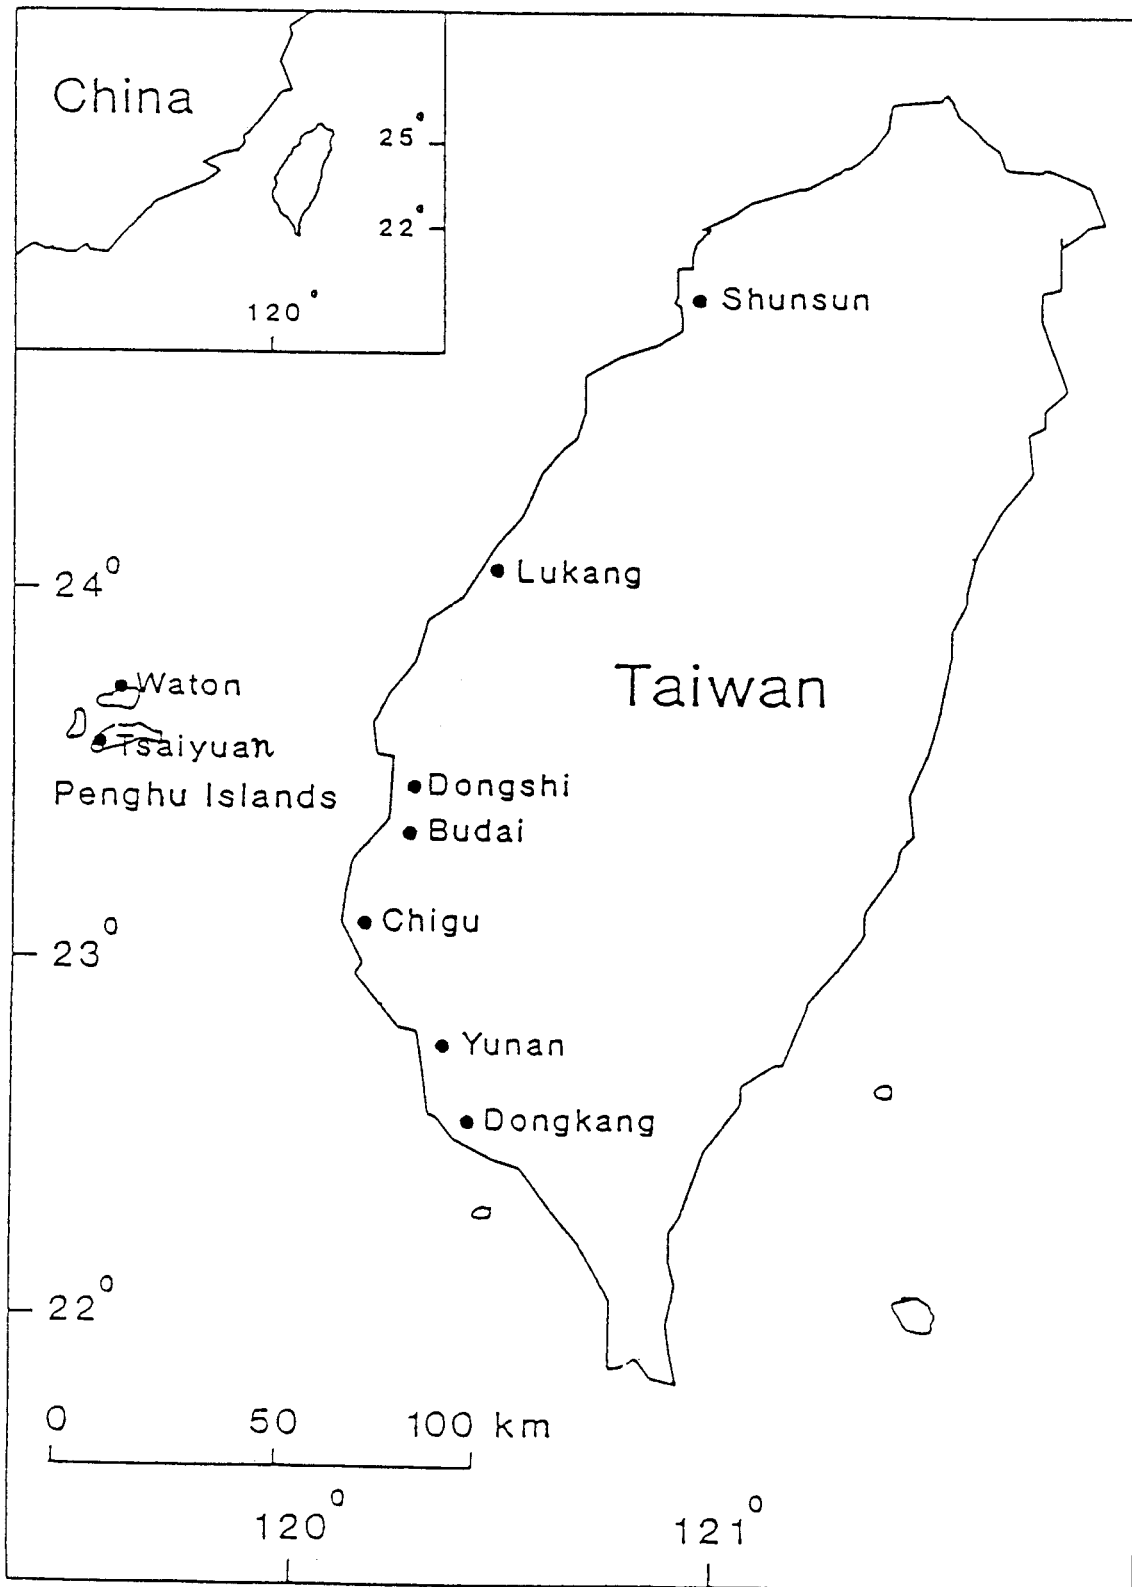 China
25°
22°
120°
Shunsun
24°
Lukang
Waton
Taiwan
Tsaiyuan
Penghu Islands
Dongshi
Budai
Chigu
23°
Yunan
Dongkang
22°
0 50 100 km
120° 121°